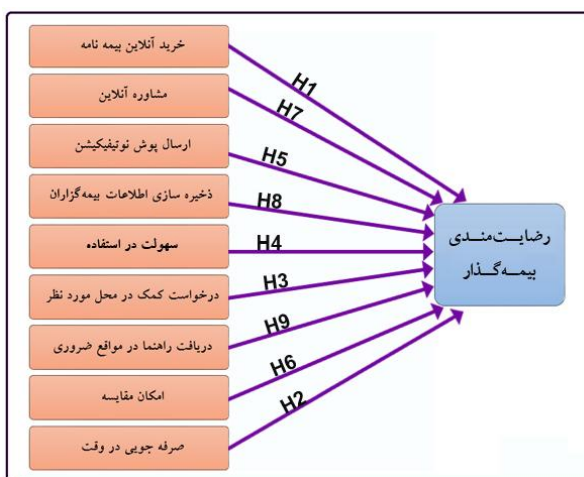 خرید آنلاین بیمه نامه
H1
مشاوره آنلاین
H7
ارسال پوش نوتیفیکیشن
H5
ذخیره سازی اطلاعات بیمه‌گزاران
H8
سهولت در استفاده
H4
درخواست کمک در محل مورد نظر
H3
دریافت راهنما در مواقع ضروری
H9
امکان مقایسه
H6
صرفه جویی در وقت
H2
رضایت‌مندی
بیمه‌گذار